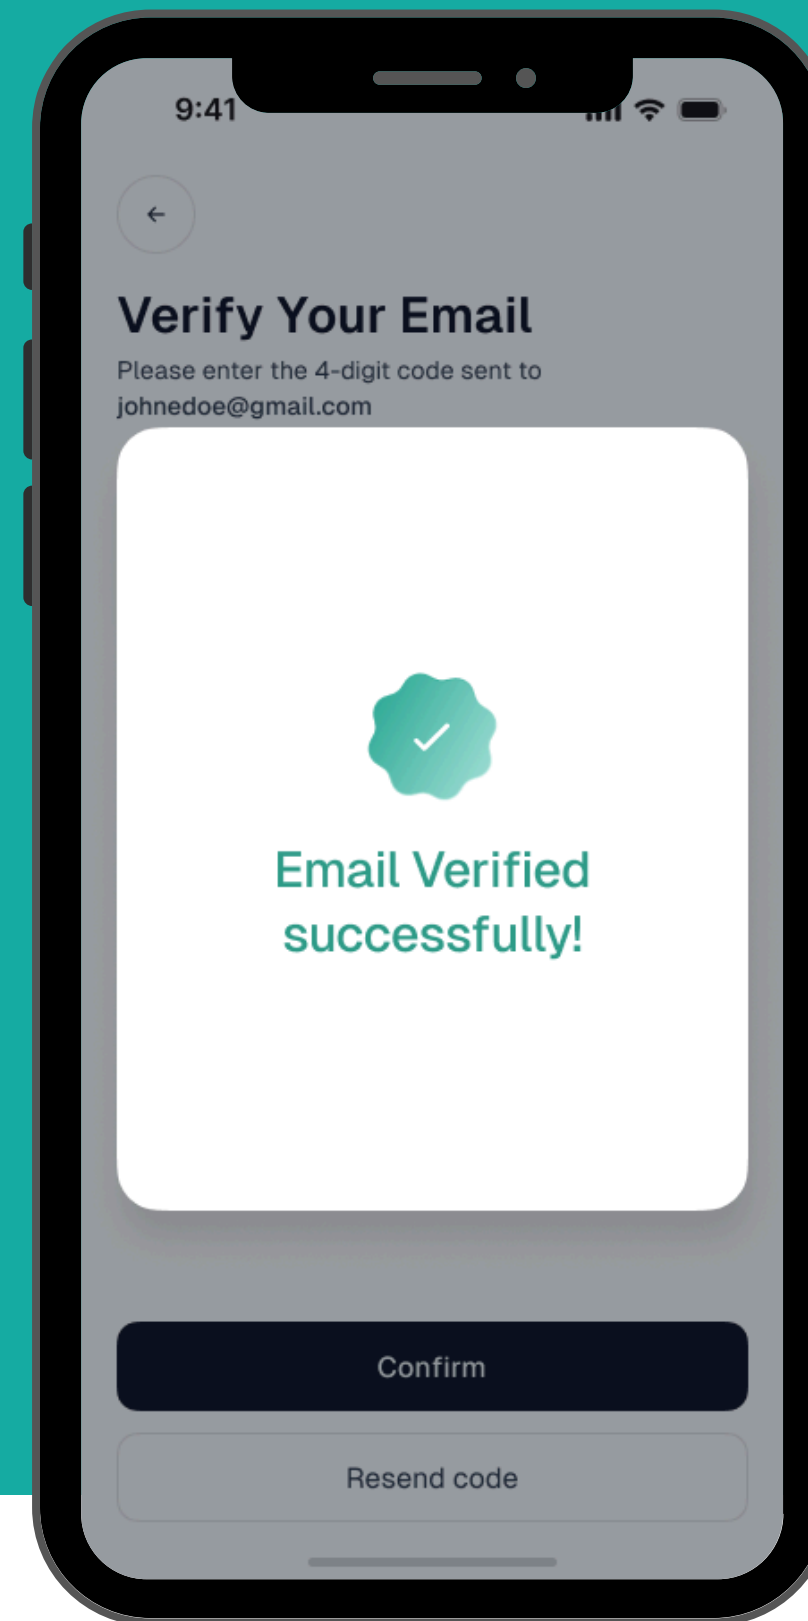 9:41
Verify Your Email
Please enter the 4-digit code sent to
johnedoe@gmail.com
Email Verified
successfully!
Confirm
Resend code